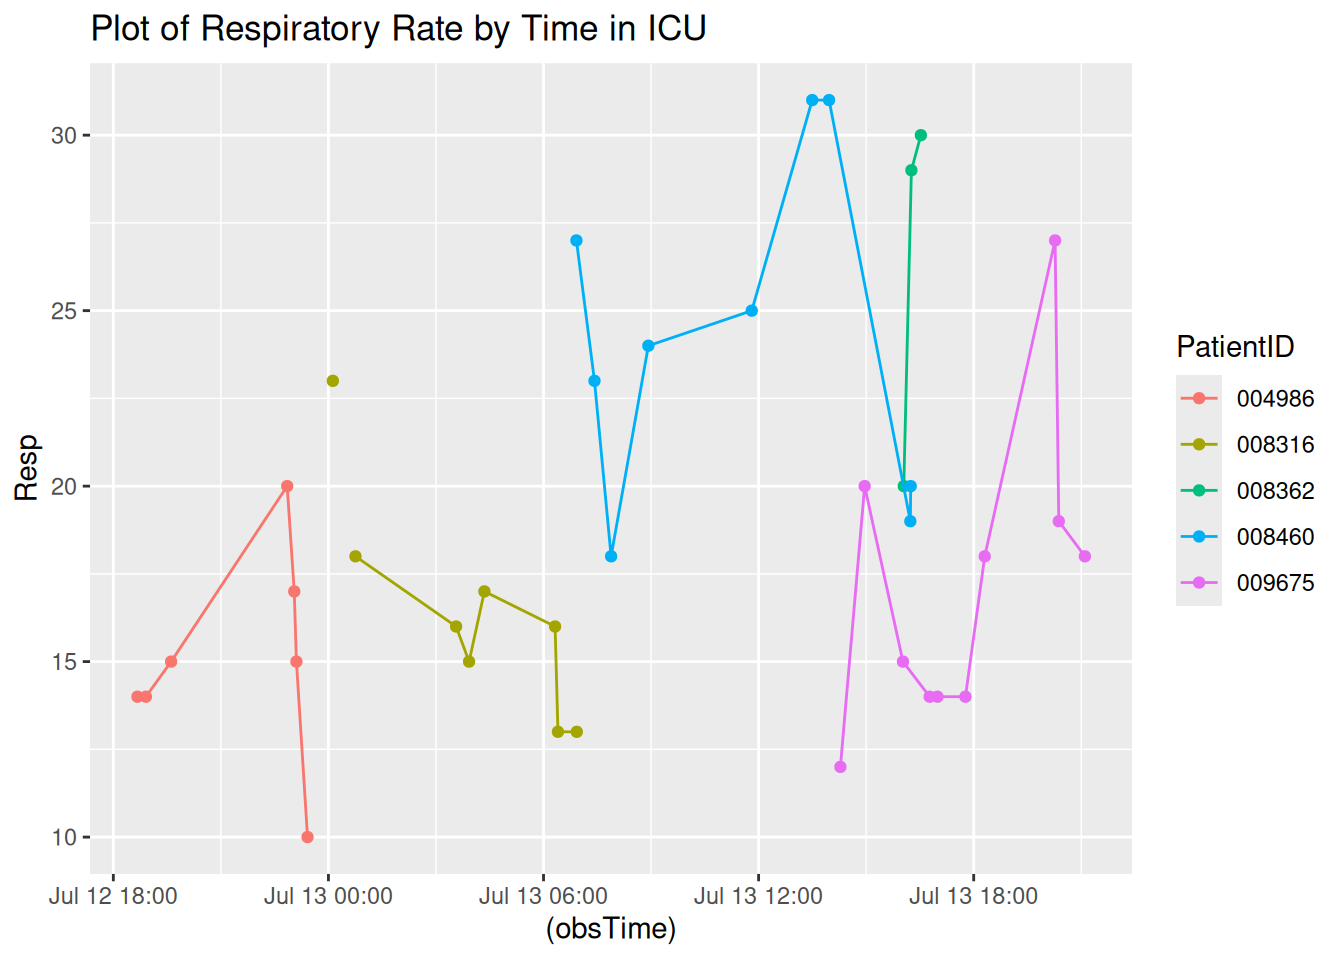 Plot of Respiratory Rate by Time in ICU
Resp
30
25
20
15
10
Jul 12 18:00
Jul 13 00:00
Jul 13 06:00
Jul 13 12:00
Jul 13 18:00
(obsTime)
PatientID
004986
008316
008362
008460
009675